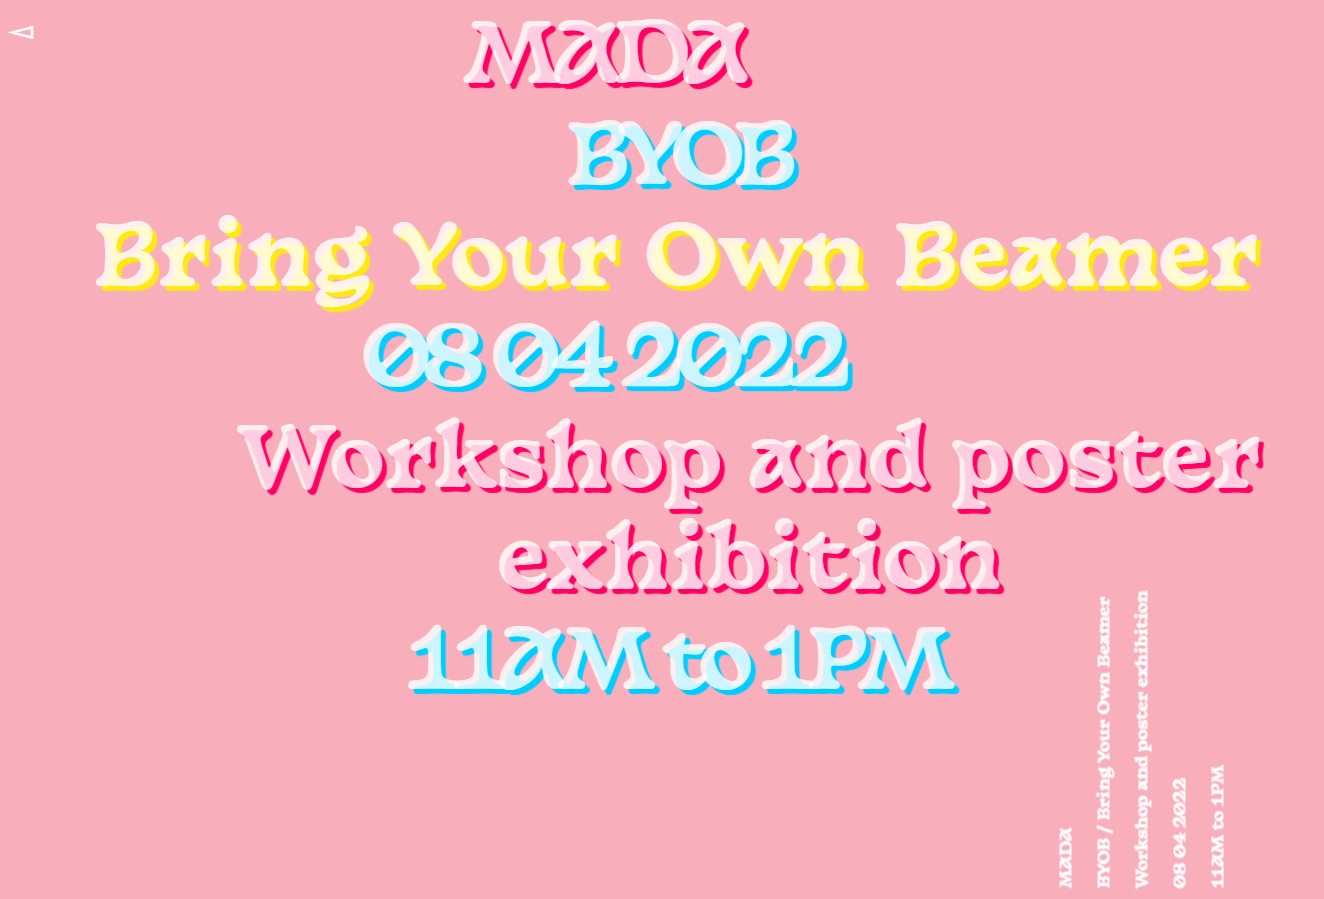 MADA
BYOB
Bring Your Own Beamer
08 04 2022
Workshop and poster
exhibition
11AM to 1PM
MADA
BYOB / Bring Your Own Beamer
Workshop and poster exhibition
08 04 2022
11AM to 1PM